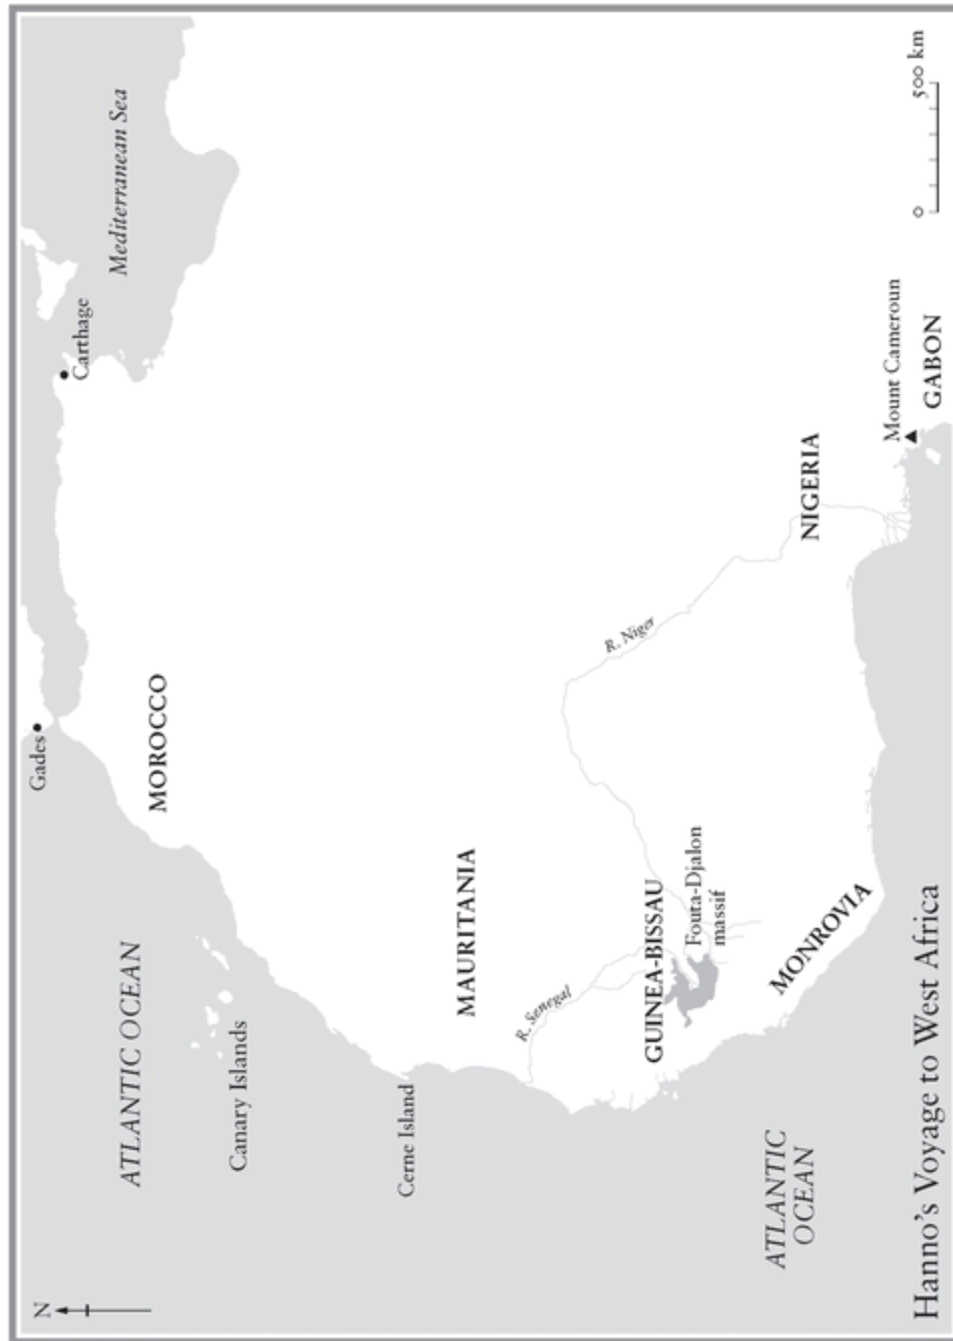 N
Gades
Carthage
Mediterranean Sea
MOROCCO
ATLANTIC OCEAN
Canary Islands
Cerne Island
MAURITANIA
R. Senegal
R. Niger
GUINEA-BISSAU
Fouta-Djalon
massif
MONROVIA
NIGERIA
Mount Cameroun
GABON
ATLANTIC
OCEAN
0 500 km
Hanno's Voyage to West Africa